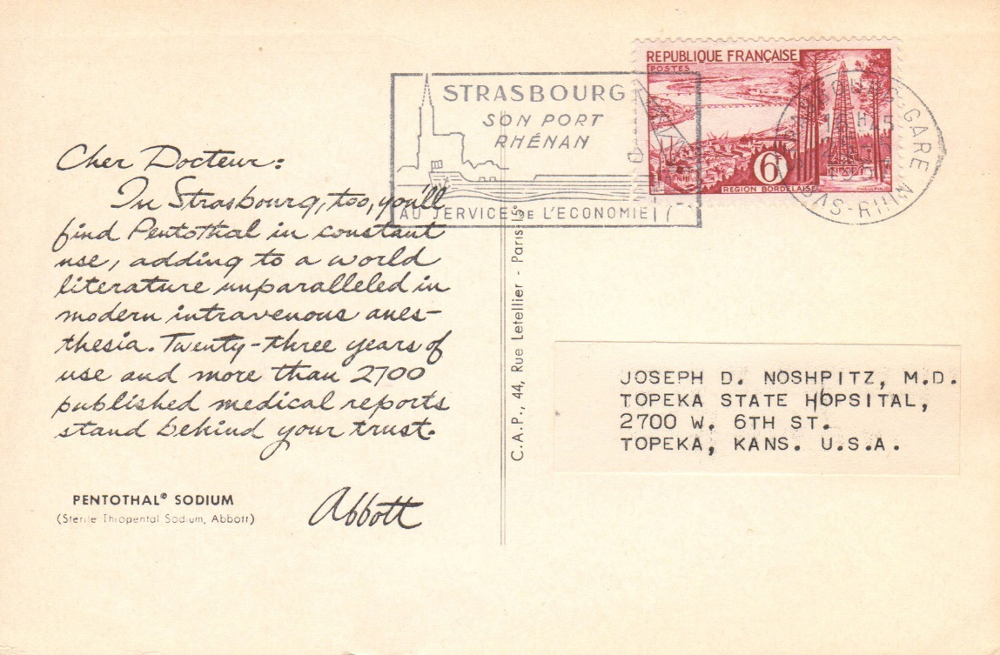 Cher Docteur:
In Strasbourg, too, you'll
find Pentothal in constant
use, adding to a world
literature unparalleled in
modern intravenous anes-
thesia. Twenty-three years of
use and more than 2700
published medical reports
stand behind your trust.
PENTOTHAL® SODIUM
(Sterile Thiopental Sodium, Abbott)
Abbott
STRASBOURG
SON PORT
RHÉNAN
AU SERVICE DE L'ECONOMIE
REPUBLIQUE FRANÇAISE
POSTES
6F
REGION BORDELAISE
GARE
BAS-RHIN
C.A.P., 44, Rue Letellier - Paris-15e
JOSEPH D. NOSHPITZ, M.D.
TOPEKA STATE HOPSITAL,
2700 W. 6TH ST.
TOPEKA, KANS. U.S.A.